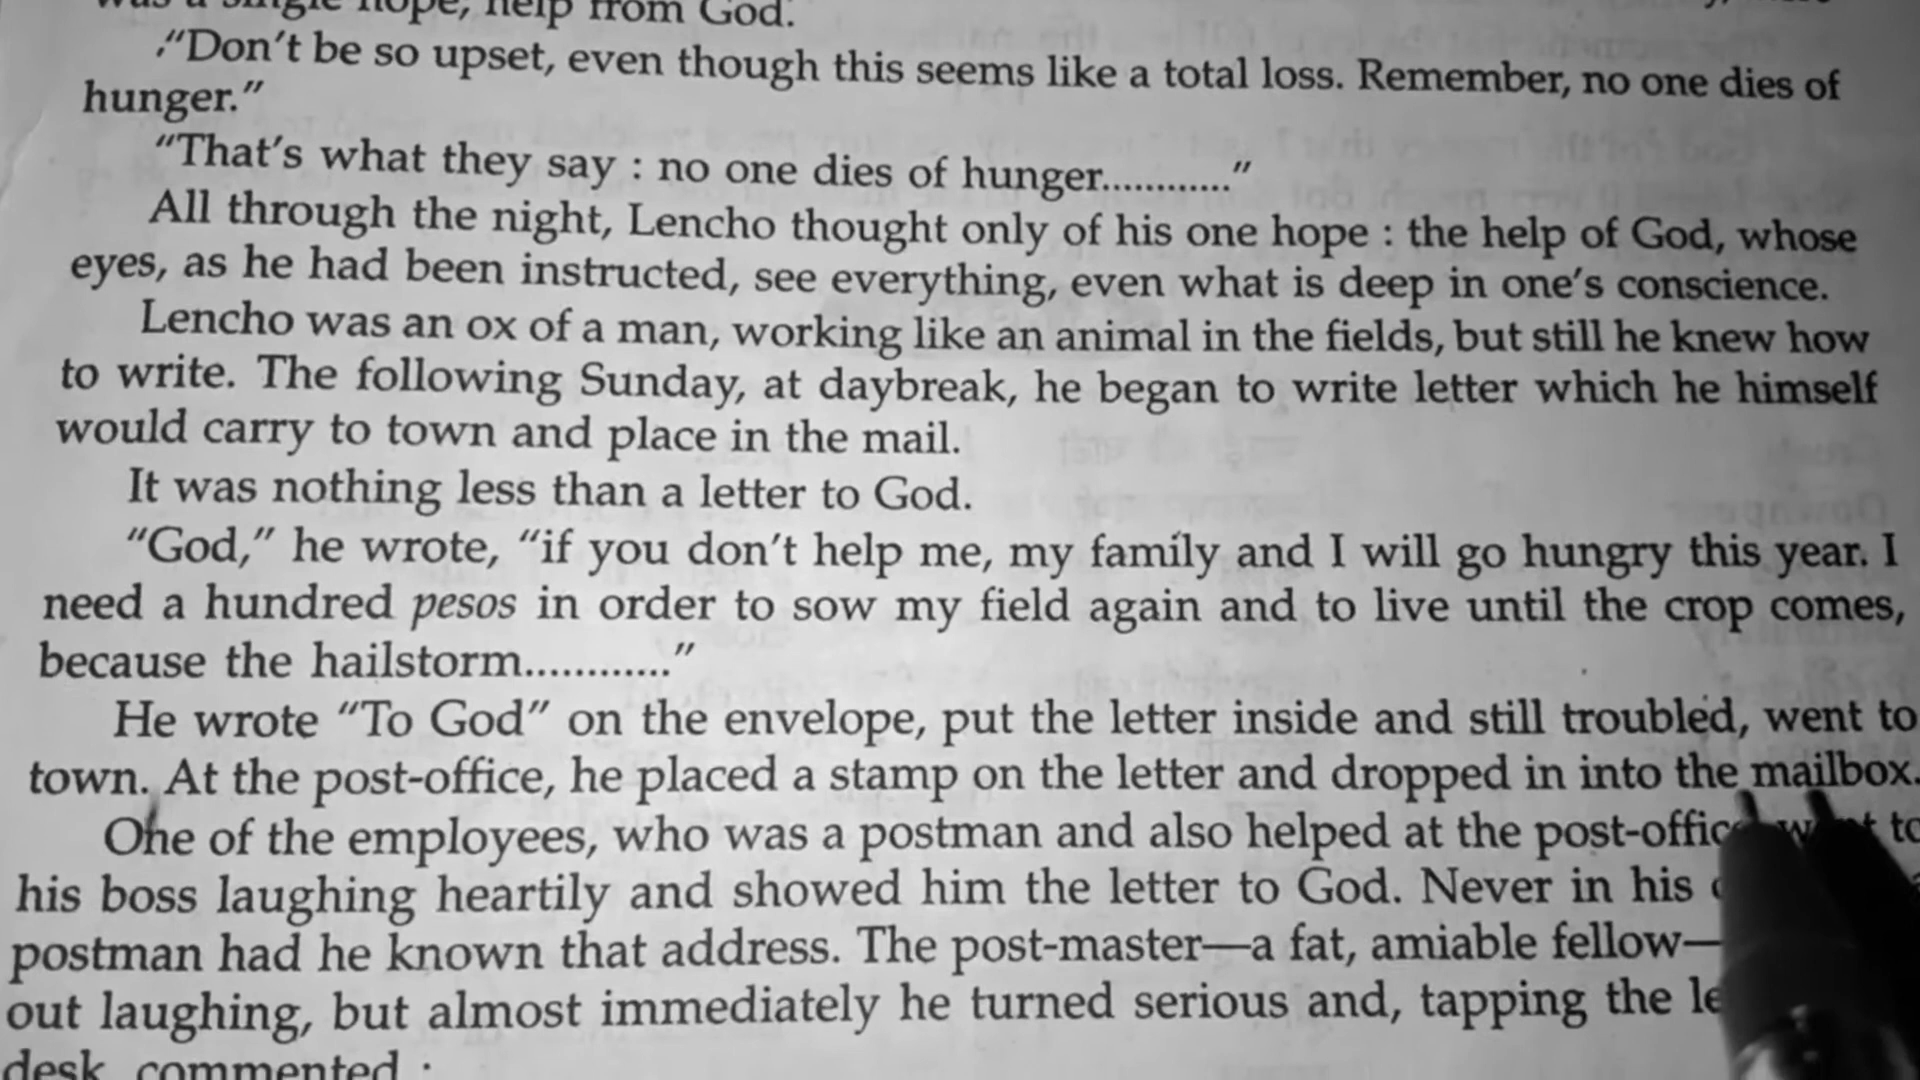 was a single hope, help from God.
"Don't be so upset, even though this seems like a total loss. Remember, no one dies of
hunger."
"That's what they say : no one dies of hunger............"
All through the night, Lencho thought only of his one hope : the help of God, whose
eyes, as he had been instructed, see everything, even what is deep in one's conscience.
Lencho was an ox of a man, working like an animal in the fields, but still he knew how
to write. The following Sunday, at daybreak, he began to write letter which he himself
would carry to town and place in the mail.
It was nothing less than a letter to God.
"God," he wrote, "if you don't help me, my family and I will go hungry this year. I
need a hundred pesos in order to sow my field again and to live until the crop comes,
because the hailstorm............"
He wrote "To God" on the envelope, put the letter inside and still troubled, went to
town. At the post-office, he placed a stamp on the letter and dropped in into the mailbox.
One of the employees, who was a postman and also helped at the post-office went to
his boss laughing heartily and showed him the letter to God. Never in his
postman had he known that address. The post-master—a fat, amiable fellow—
out laughing, but almost immediately he turned serious and, tapping the
desk commented :